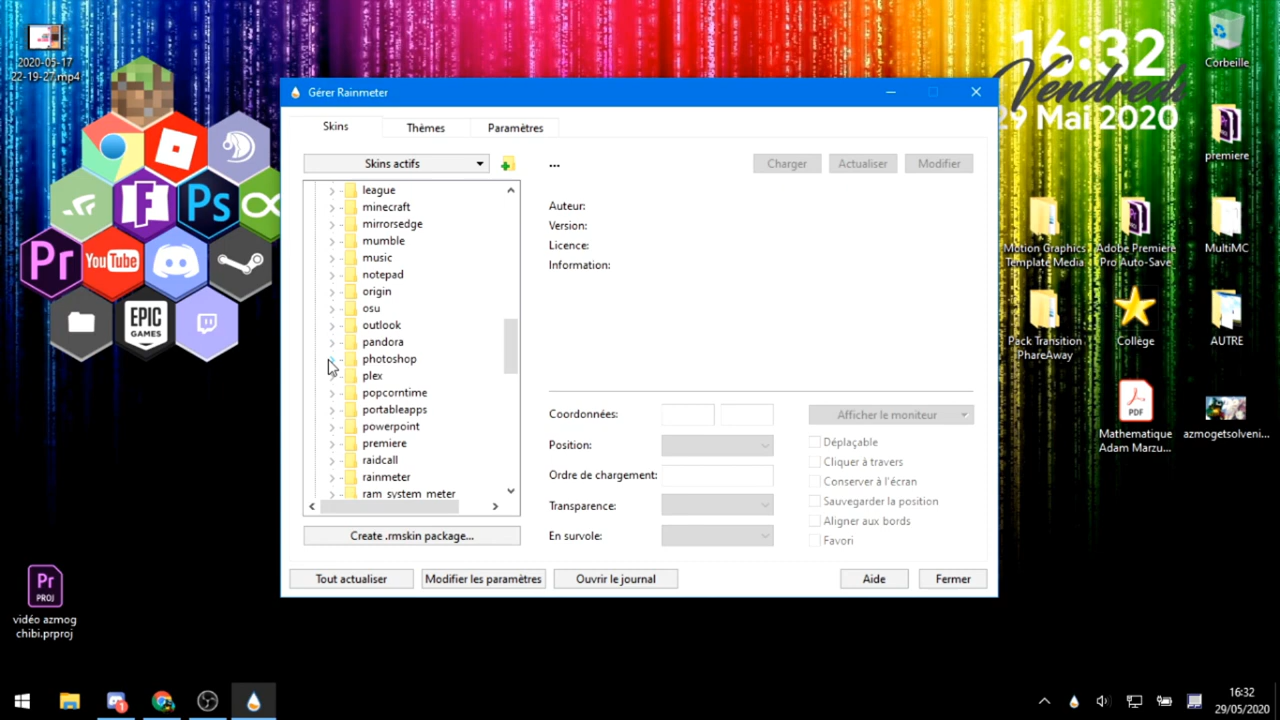 2020-05-17
22-19-27.mp4
Pr
YouTube
Ps
EPIC
GAMES
Pr
PROJ
vidéo azmog
chibi.prproj
Gérer Rainmeter
Skins
Thèmes
Paramètres
Skins actifs
...
Charger
Actualiser
Modifier
league
minecraft
mirrorsedge
mumble
music
notepad
origin
osu
outlook
pandora
photoshop
plex
popcorntime
portableapps
powerpoint
premiere
raidcall
rainmeter
ram_system_meter
Create .rmskin package...
Auteur:
Version:
Licence:
Information:
Coordonnées:
Position:
Ordre de chargement:
Transparence:
En survole:
Afficher le moniteur
Déplaçable
Cliquer à travers
Conserver à l'écran
Sauvegarder la position
Aligner aux bords
Favori
Tout actualiser
Modifier les paramètres
Ouvrir le journal
Aide
Fermer
16:32
Vendredi
29 Mai 2020
Corbeille
premiere
Motion Graphics
Template Media
Adobe Premiere
Pro Auto-Save
MultiMC
Pack Transition
PhareAway
Collège
AUTRE
PDF
Mathematique
Adam Marzu...
azmogetsolveni...
1
16:32
29/05/2020